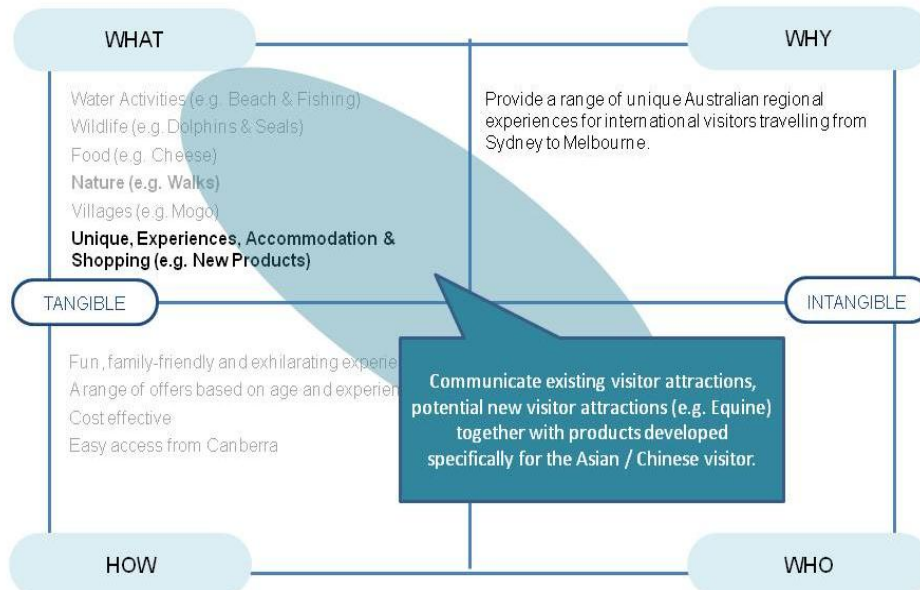 WHAT
WHY
Water Activities (e.g. Beach & Fishing)
Wildlife (e.g. Dolphins & Seals)
Food (e.g. Cheese)
Nature (e.g. Walks)
Villages (e.g. Mogo)
Unique, Experiences, Accommodation &
Shopping (e.g. New Products)
Provide a range of unique Australian regional
experiences for international visitors travelling from
Sydney to Melbourne.
TANGIBLE
INTANGIBLE
Fun, family-friendly and exhilarating
A range of offers based on age and
Cost effective
Easy access from Canberra
Communicate existing visitor attractions,
potential new visitor attractions (e.g. Equine)
together with products developed
specifically for the Asian / Chinese visitor.
HOW
WHO